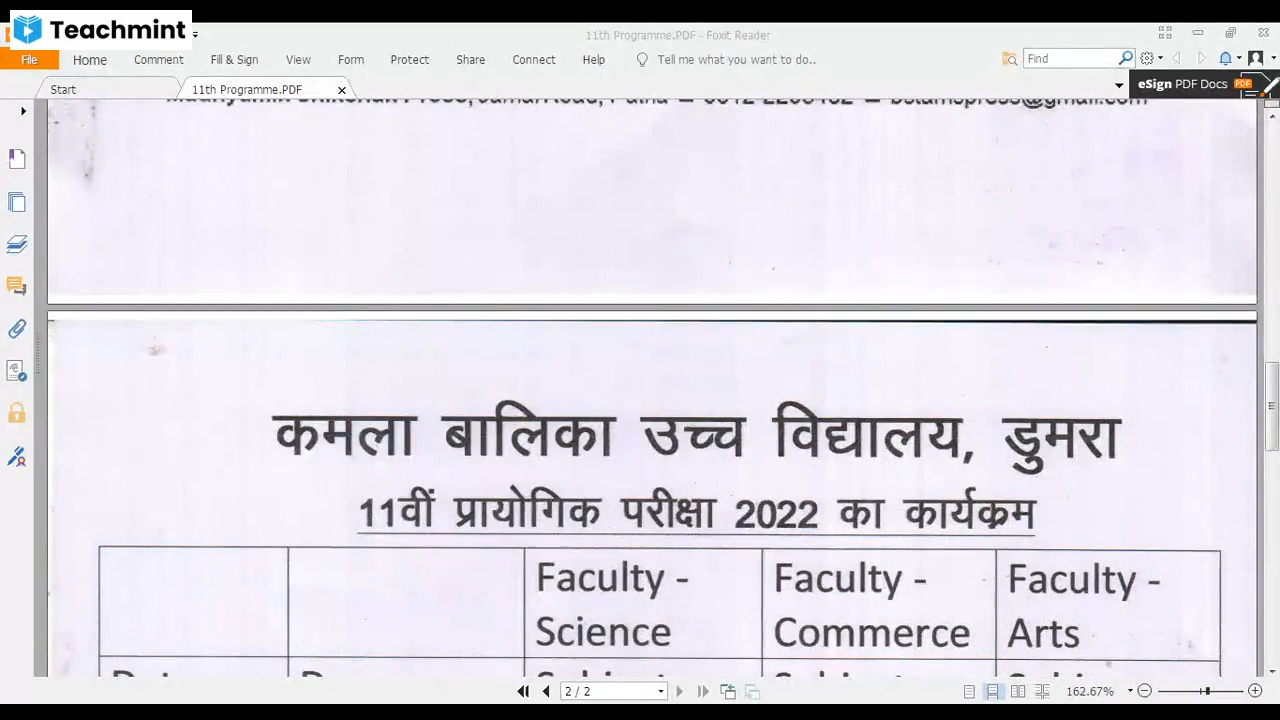 Teachmint
11th Programme.PDF - Foxit Reader
File Home Comment Fill & Sign View Form Protect Share Connect Help Tell me what you want to do.. Find
Start 11th Programme.PDF
eSign PDF Docs PDF
कमला बालिका उच्च विद्यालय, डुमरा
11वीं प्रायोगिक परीक्षा 2022 का कार्यक्रम
Faculty - Faculty - Faculty -
Science Commerce Arts
2 / 2 162.67%